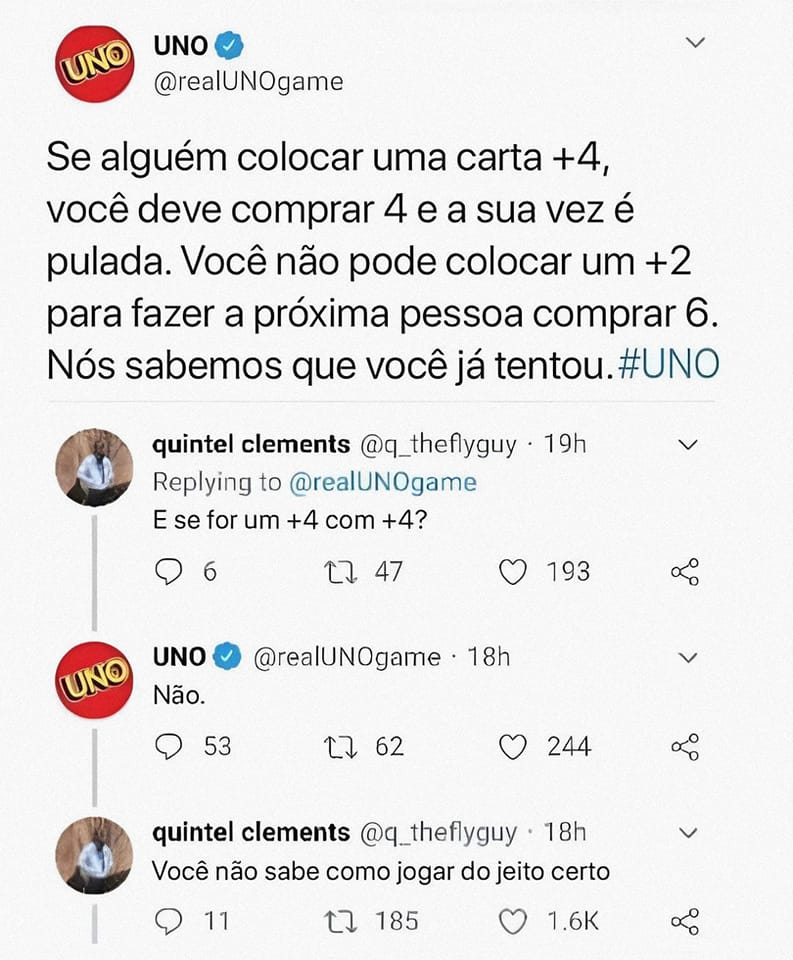 UNO
UNO
@realUNOgame
Se alguém colocar uma carta +4,
você deve comprar 4 e a sua vez é
pulada. Você não pode colocar um +2
para fazer a próxima pessoa comprar 6.
Nós sabemos que você já tentou.#UNO
quintel clements @q_theflyguy · 19h
Replying to @realUNOgame
E se for um +4 com +4?
6 47 193
UNO
UNO @realUNOgame · 18h
Não.
53 62 244
quintel clements @q_theflyguy · 18h
Você não sabe como jogar do jeito certo
11 185 1.6K